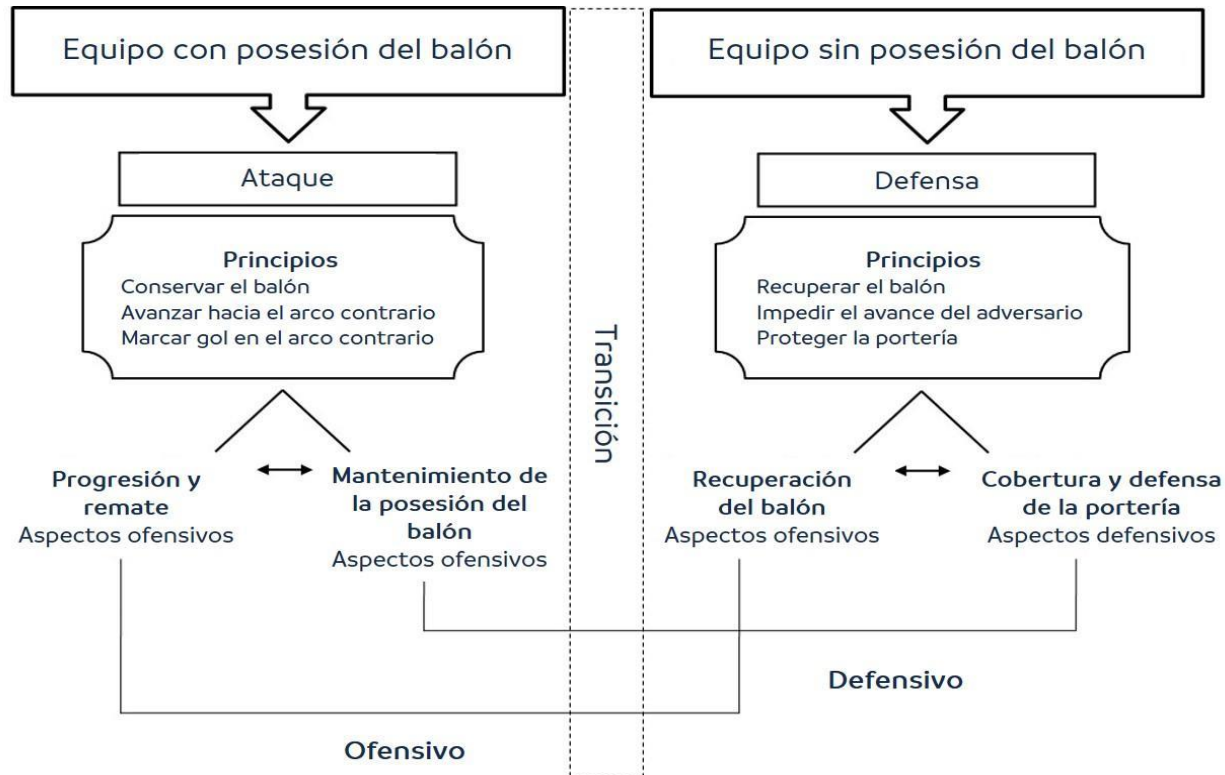 Equipo con posesión del balón
Ataque
Principios
Conservar el balón
Avanzar hacia el arco contrario
Marcar gol en el arco contrario
Progresión y
remate
Aspectos ofensivos
Mantenimiento de
la posesión del
balón
Aspectos ofensivos
Transición
Equipo sin posesión del balón
Defensa
Principios
Recuperar el balón
Impedir el avance del adversario
Proteger la portería
Recuperación
del balón
Aspectos ofensivos
Cobertura y defensa
de la portería
Aspectos defensivos
Defensivo
Ofensivo